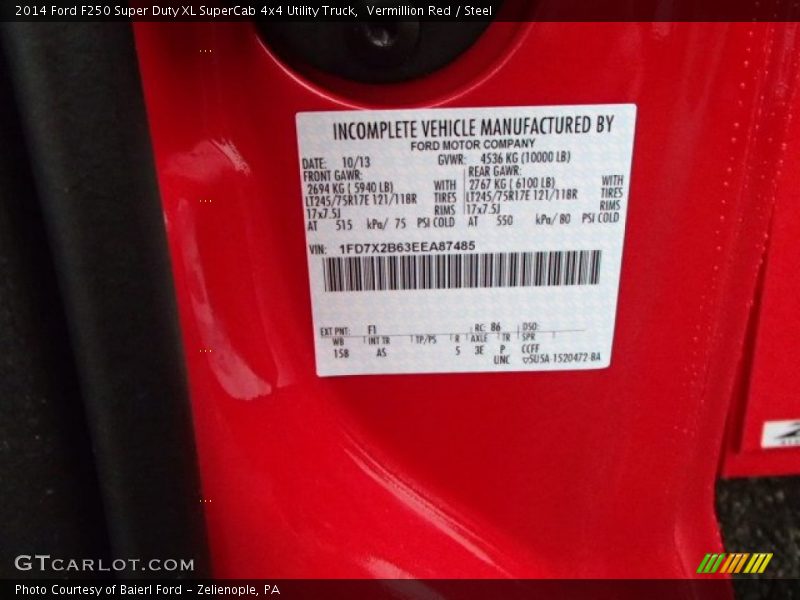 2014 Ford F250 Super Duty XL SuperCab 4x4 Utility Truck, Vermillion Red / Steel
INCOMPLETE VEHICLE MANUFACTURED BY
FORD MOTOR COMPANY
DATE: 10/13 GVWR: 4536 KG (10000 LB)
FRONT GAWR: REAR GAWR:
2694 KG ( 5940 LB) WITH 2767 KG ( 6100 LB) WITH
LT245/75R17E 121/118R TIRES LT245/75R17E 121/118R TIRES
17x7.5J RIMS 17x7.5J RIMS
AT 515 kPa/ 75 PSI COLD AT 550 kPa/ 80 PSI COLD
VIN: 1FD7X2B63EEA87485
EXT PNT: F1 RC: 86 DSO:
WB INT TR TP/PS R AXLE TR SPR
158 AS 5 3E P CCFF
UNC 5U5A-1520472-BA
GTCARLOT.COM
Photo Courtesy of Baierl Ford - Zelienople, PA